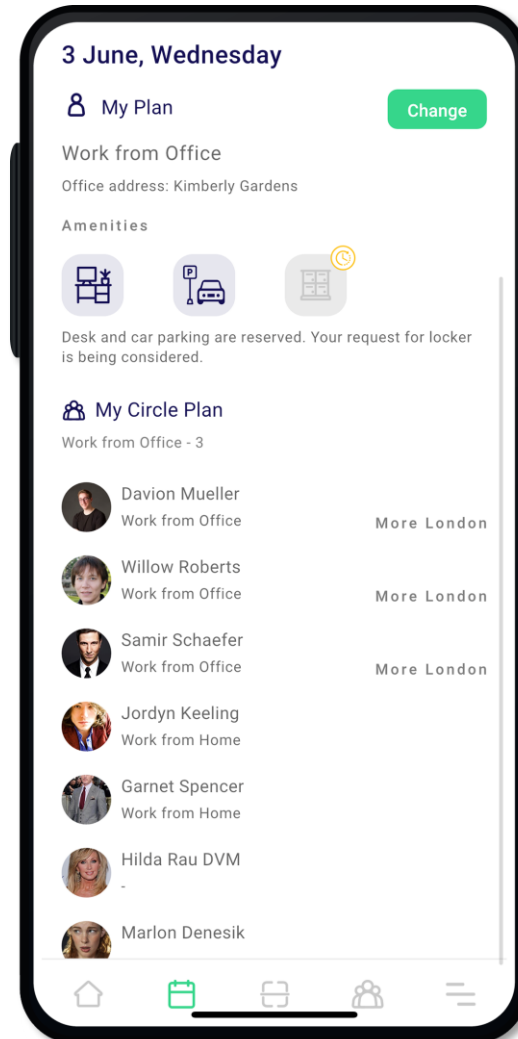 3 June, Wednesday
My Plan
Change
Work from Office
Office address: Kimberly Gardens
Amenities
P
Desk and car parking are reserved. Your request for locker
is being considered.
My Circle Plan
Work from Office - 3
Davion Mueller
Work from Office
More London
Willow Roberts
Work from Office
More London
Samir Schaefer
Work from Office
More London
Jordyn Keeling
Work from Home
Garnet Spencer
Work from Home
Hilda Rau DVM
-
Marlon Denesik